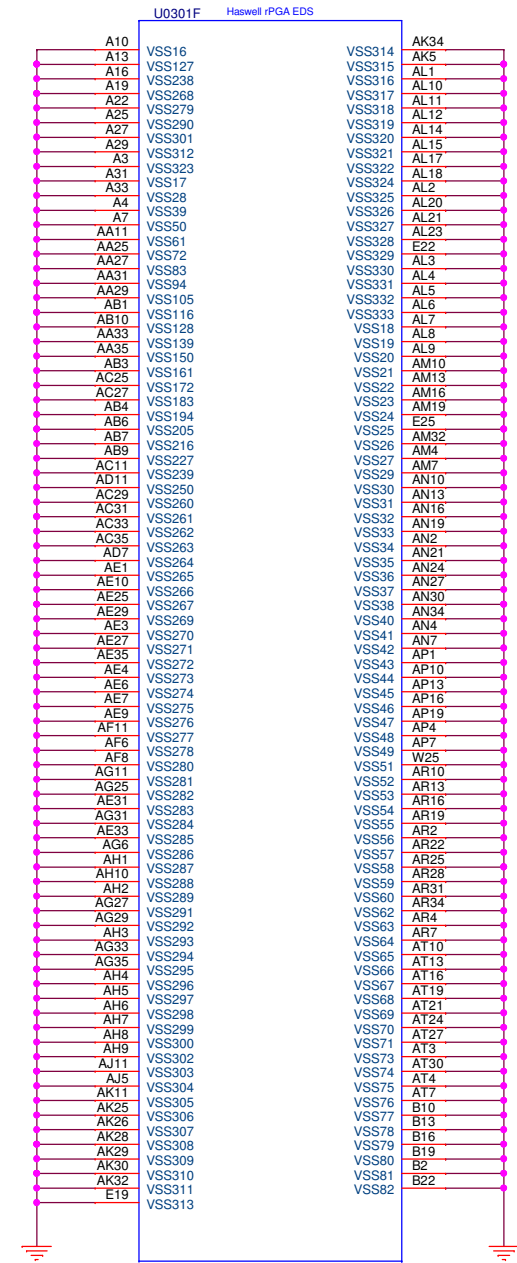 U0301F Haswell rPGA EDS
A10 VSS16
A13 VSS127
A16 VSS238
A19 VSS268
A22 VSS279
A25 VSS290
A27 VSS301
A29 VSS312
A3 VSS323
A31 VSS17
A33 VSS28
A4 VSS39
A7 VSS50
AA11 VSS61
AA25 VSS72
AA27 VSS83
AA31 VSS94
AA29 VSS105
AB1 VSS116
AB10 VSS128
AA33 VSS139
AA35 VSS150
AB3 VSS161
AC25 VSS172
AC27 VSS183
AB4 VSS194
AB6 VSS205
AB7 VSS216
AB9 VSS227
AC11 VSS239
AD11 VSS250
AC29 VSS260
AC31 VSS261
AC33 VSS262
AC35 VSS263
AD7 VSS264
AE1 VSS265
AE10 VSS266
AE25 VSS267
AE29 VSS269
AE3 VSS270
AE27 VSS271
AE35 VSS272
AE4 VSS273
AE6 VSS274
AE7 VSS275
AE9 VSS276
AF11 VSS277
AF6 VSS278
AF8 VSS280
AG11 VSS281
AG25 VSS282
AE31 VSS283
AG31 VSS284
AE33 VSS285
AG6 VSS286
AH1 VSS287
AH10 VSS288
AH2 VSS289
AG27 VSS291
AG29 VSS292
AH3 VSS293
AG33 VSS294
AG35 VSS295
AH4 VSS296
AH5 VSS297
AH6 VSS298
AH7 VSS299
AH8 VSS300
AH9 VSS302
AJ11 VSS303
AJ5 VSS304
AK11 VSS305
AK25 VSS306
AK26 VSS307
AK28 VSS308
AK29 VSS309
AK30 VSS310
AK32 VSS311
E19 VSS313
VSS314 AK34
VSS315 AK5
VSS316 AL1
VSS317 AL10
VSS318 AL11
VSS319 AL12
VSS320 AL14
VSS321 AL15
VSS322 AL17
VSS324 AL18
VSS325 AL2
VSS326 AL20
VSS327 AL21
VSS328 AL23
VSS329 E22
VSS330 AL3
VSS331 AL4
VSS332 AL5
VSS333 AL6
VSS18 AL7
VSS19 AL8
VSS20 AL9
VSS21 AM10
VSS22 AM13
VSS23 AM16
VSS24 AM19
VSS25 E25
VSS26 AM32
VSS27 AM4
VSS29 AM7
VSS30 AN10
VSS31 AN13
VSS32 AN16
VSS33 AN19
VSS34 AN2
VSS35 AN21
VSS36 AN24
VSS37 AN27
VSS38 AN30
VSS40 AN34
VSS41 AN4
VSS42 AN7
VSS43 AP1
VSS44 AP10
VSS45 AP13
VSS46 AP16
VSS47 AP19
VSS48 AP4
VSS49 AP7
VSS51 W25
VSS52 AR10
VSS53 AR13
VSS54 AR16
VSS55 AR19
VSS56 AR2
VSS57 AR22
VSS58 AR25
VSS59 AR28
VSS60 AR31
VSS62 AR34
VSS63 AR4
VSS64 AR7
VSS65 AT10
VSS66 AT13
VSS67 AT16
VSS68 AT19
VSS69 AT21
VSS70 AT24
VSS71 AT27
VSS73 AT3
VSS74 AT30
VSS75 AT4
VSS76 AT7
VSS77 B10
VSS78 B13
VSS79 B16
VSS80 B19
VSS81 B2
VSS82 B22